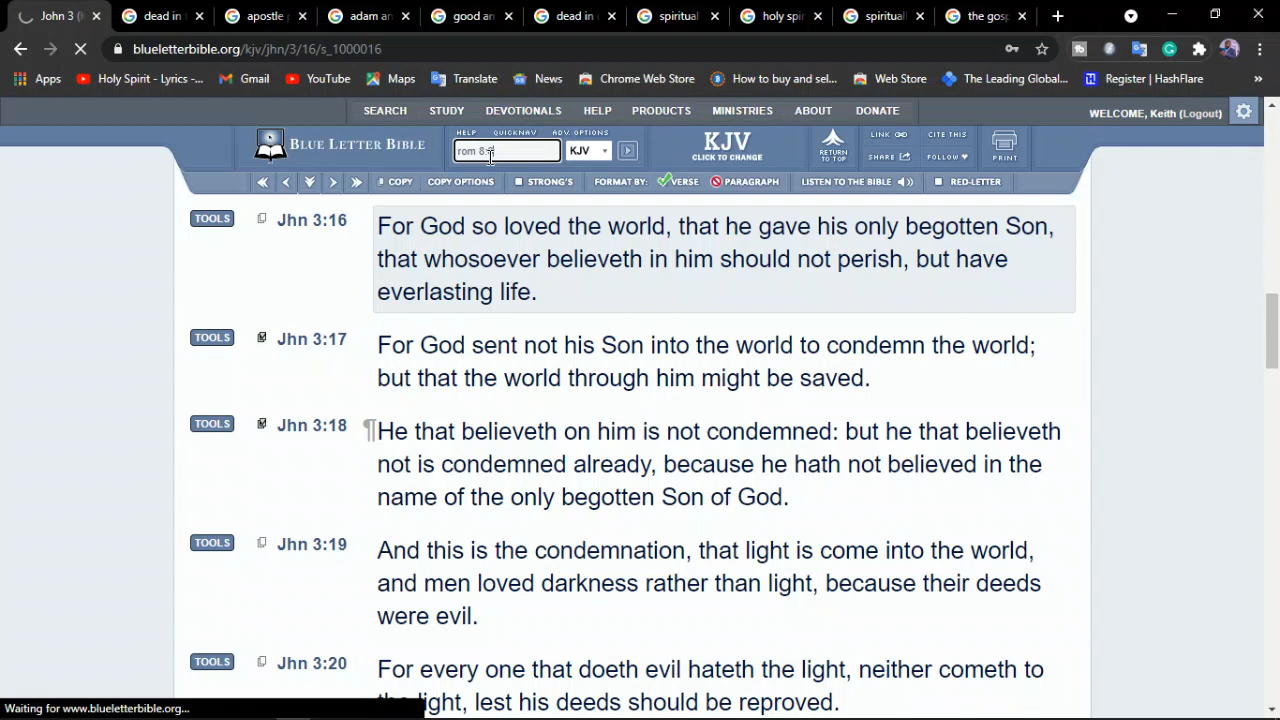 John 3 (
dead in
apostle p
adam an
good an
dead in
spiritual
holy spi
spirituall
the gosp
blueletterbible.org/kjv/jhn/3/16/s_1000016
Apps
Holy Spirit - Lyrics -...
Gmail
YouTube
Maps
Translate
News
Chrome Web Store
How to buy and sel...
Web Store
The Leading Global...
Register | HashFlare
»
SEARCH STUDY DEVOTIONALS HELP PRODUCTS MINISTRIES ABOUT DONATE
WELCOME, Keith (Logout)
HELP QUICKNAV ADV. OPTIONS
BLUE LETTER BIBLE
rom 8:
KJV
KJV
CLICK TO CHANGE
RETURN
TO TOP
LINK
CITE THIS
SHARE
FOLLOW
PRINT
COPY COPY OPTIONS STRONG'S FORMAT BY: VERSE PARAGRAPH LISTEN TO THE BIBLE RED-LETTER
TOOLS Jhn 3:16 For God so loved the world, that he gave his only begotten Son,
that whosoever believeth in him should not perish, but have
everlasting life.
TOOLS Jhn 3:17 For God sent not his Son into the world to condemn the world;
but that the world through him might be saved.
TOOLS Jhn 3:18 ¶He that believeth on him is not condemned: but he that believeth
not is condemned already, because he hath not believed in the
name of the only begotten Son of God.
TOOLS Jhn 3:19 And this is the condemnation, that light is come into the world,
and men loved darkness rather than light, because their deeds
were evil.
TOOLS Jhn 3:20 For every one that doeth evil hateth the light, neither cometh to
the light, lest his deeds should be reproved.
Waiting for www.blueletterbible.org...